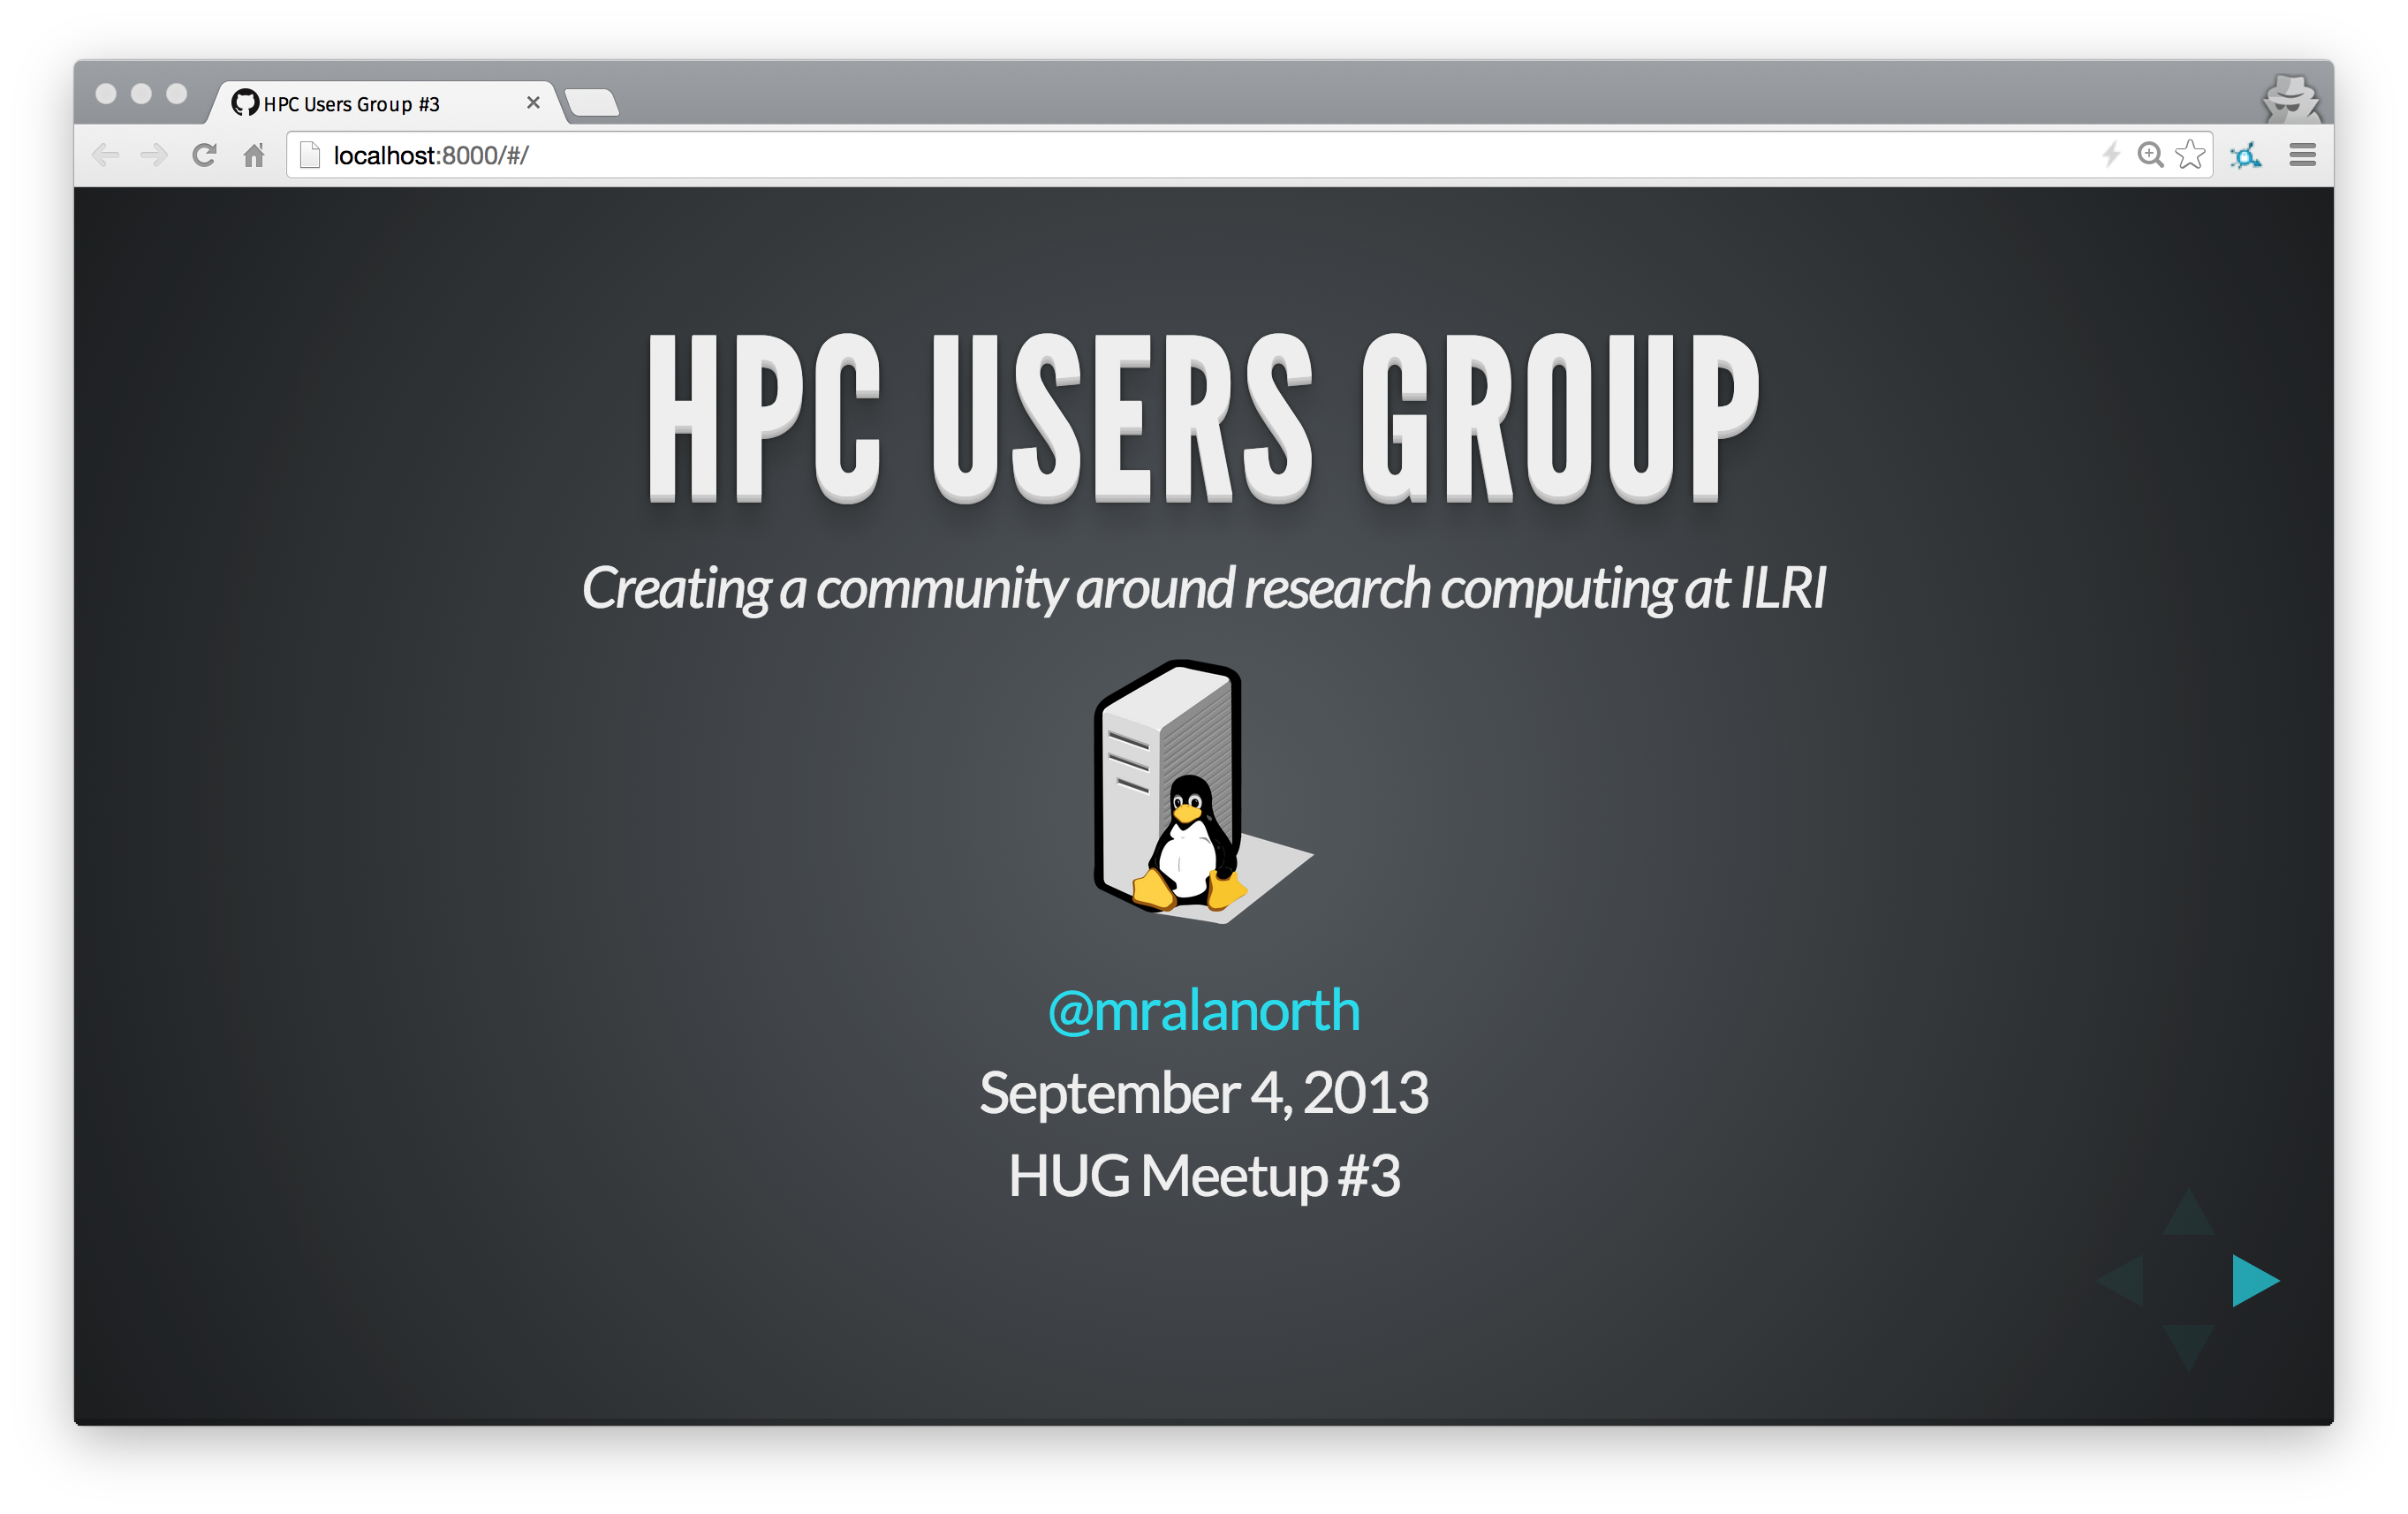 HPC Users Group #3
localhost:8000/#/
HPC USERS GROUP
Creating a community around research computing at ILRI
@mralanorth
September 4, 2013
HUG Meetup #3